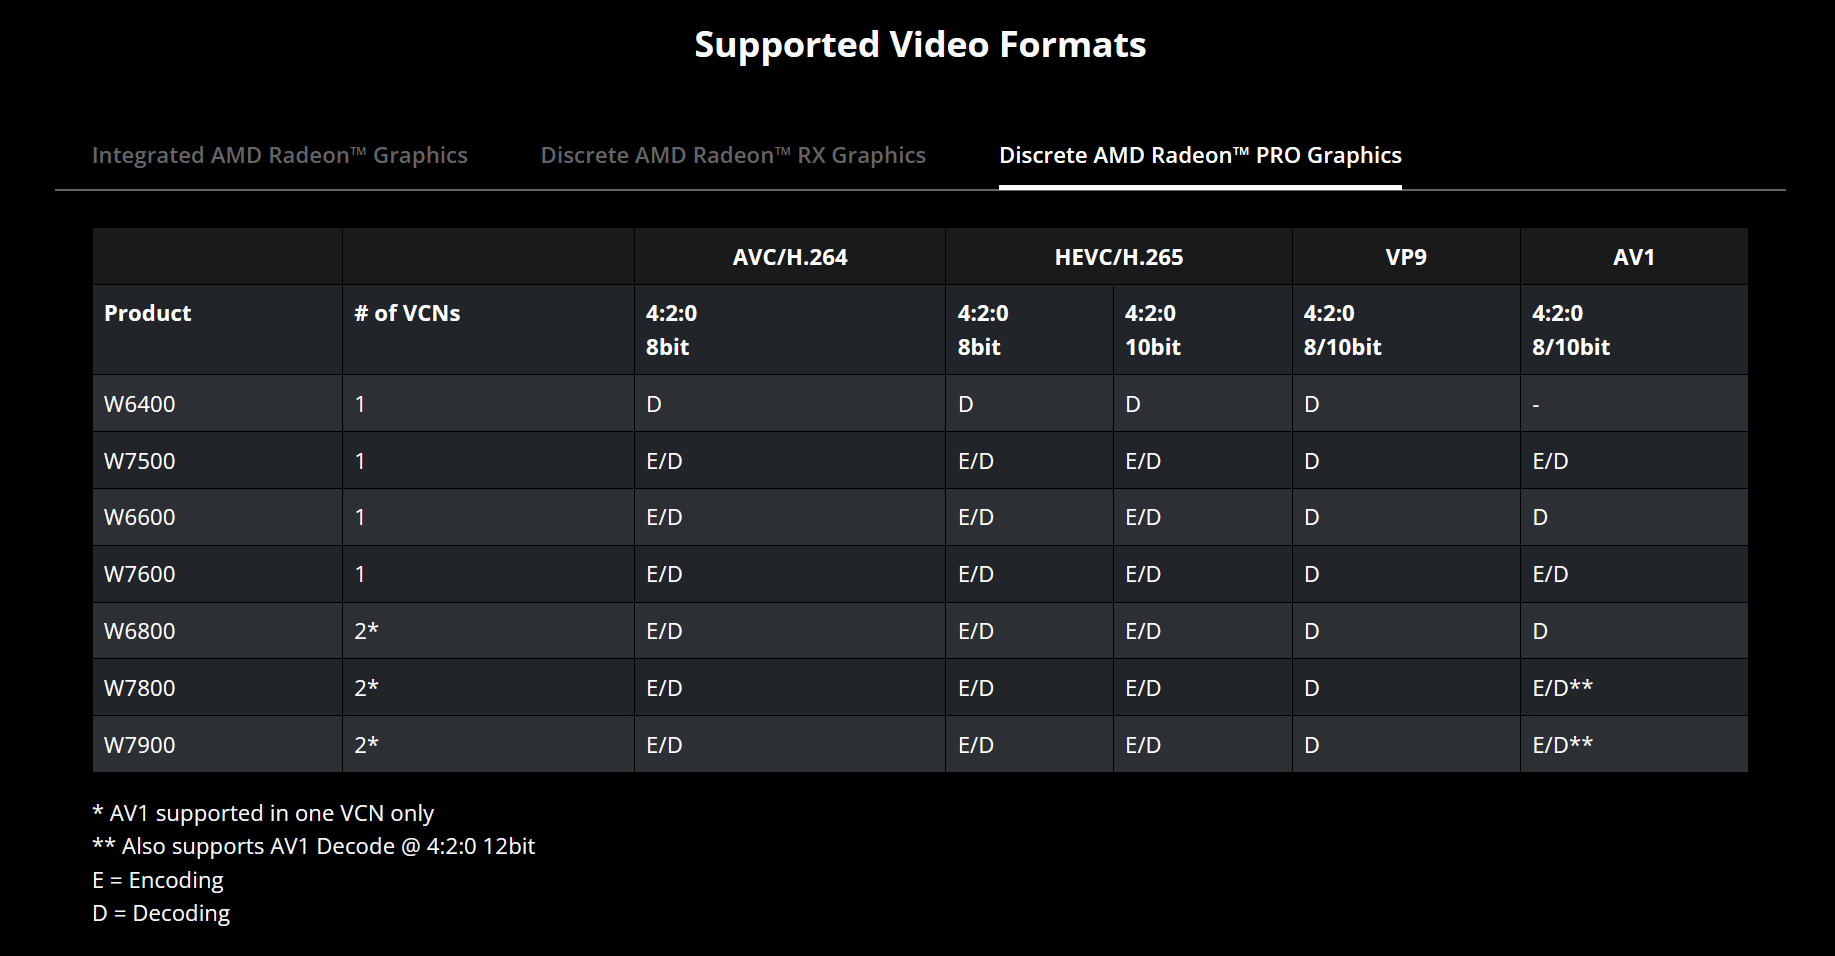 Supported Video Formats
Integrated AMD Radeon™ Graphics Discrete AMD Radeon™ RX Graphics Discrete AMD Radeon™ PRO Graphics
AVC/H.264 HEVC/H.265 VP9 AV1
Product # of VCNs 4:2:0 4:2:0 4:2:0 4:2:0 4:2:0
8bit 8bit 10bit 8/10bit 8/10bit
W6400 1 D D D D -
W7500 1 E/D E/D E/D D E/D
W6600 1 E/D E/D E/D D D
W7600 1 E/D E/D E/D D E/D
W6800 2* E/D E/D E/D D D
W7800 2* E/D E/D E/D D E/D**
W7900 2* E/D E/D E/D D E/D**
* AV1 supported in one VCN only
** Also supports AV1 Decode @ 4:2:0 12bit
E = Encoding
D = Decoding